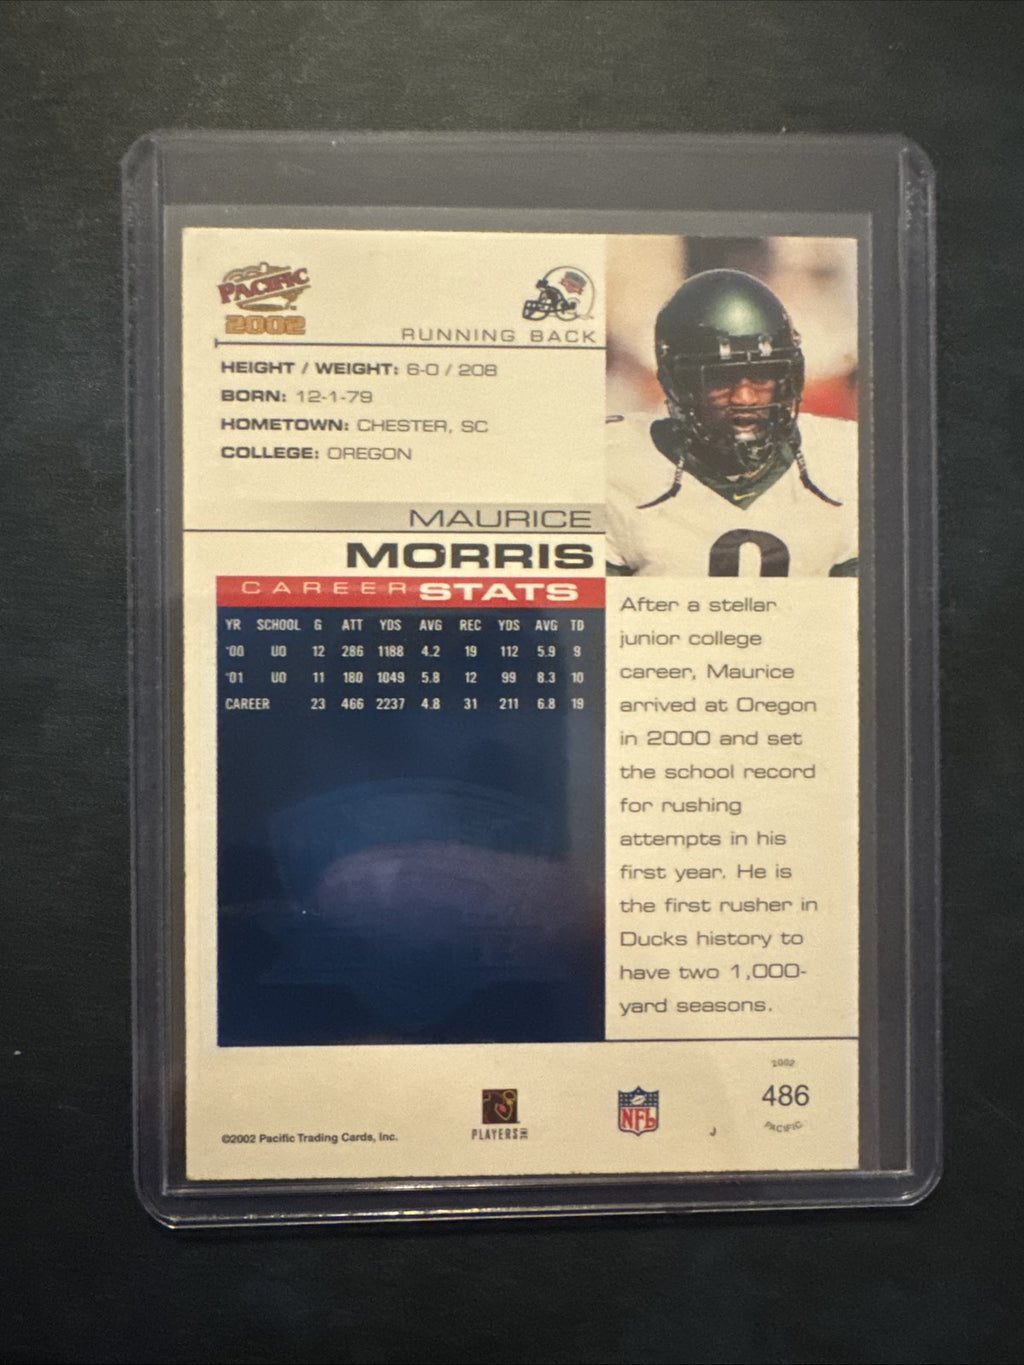 PACIFIC
2002
RUNNING BACK
HEIGHT / WEIGHT: 6-0 / 208
BORN: 12-1-79
HOMETOWN: CHESTER, SC
COLLEGE: OREGON
MAURICE
MORRIS
CAREER STATS
YR SCHOOL G ATT YDS AVG REC YDS AVG TD
'00 UO 12 286 1188 4.2 19 112 5.9 9
'01 UO 11 180 1049 5.8 12 99 8.3 10
CAREER 23 466 2237 4.8 31 211 6.8 19
After a stellar
junior college
career, Maurice
arrived at Oregon
in 2000 and set
the school record
for rushing
attempts in his
first year. He is
the first rusher in
Ducks history to
have two 1,000-
yard seasons.
©2002 Pacific Trading Cards, Inc.
PLAYERS INC
NFL
J
2002
486
PACIFIC